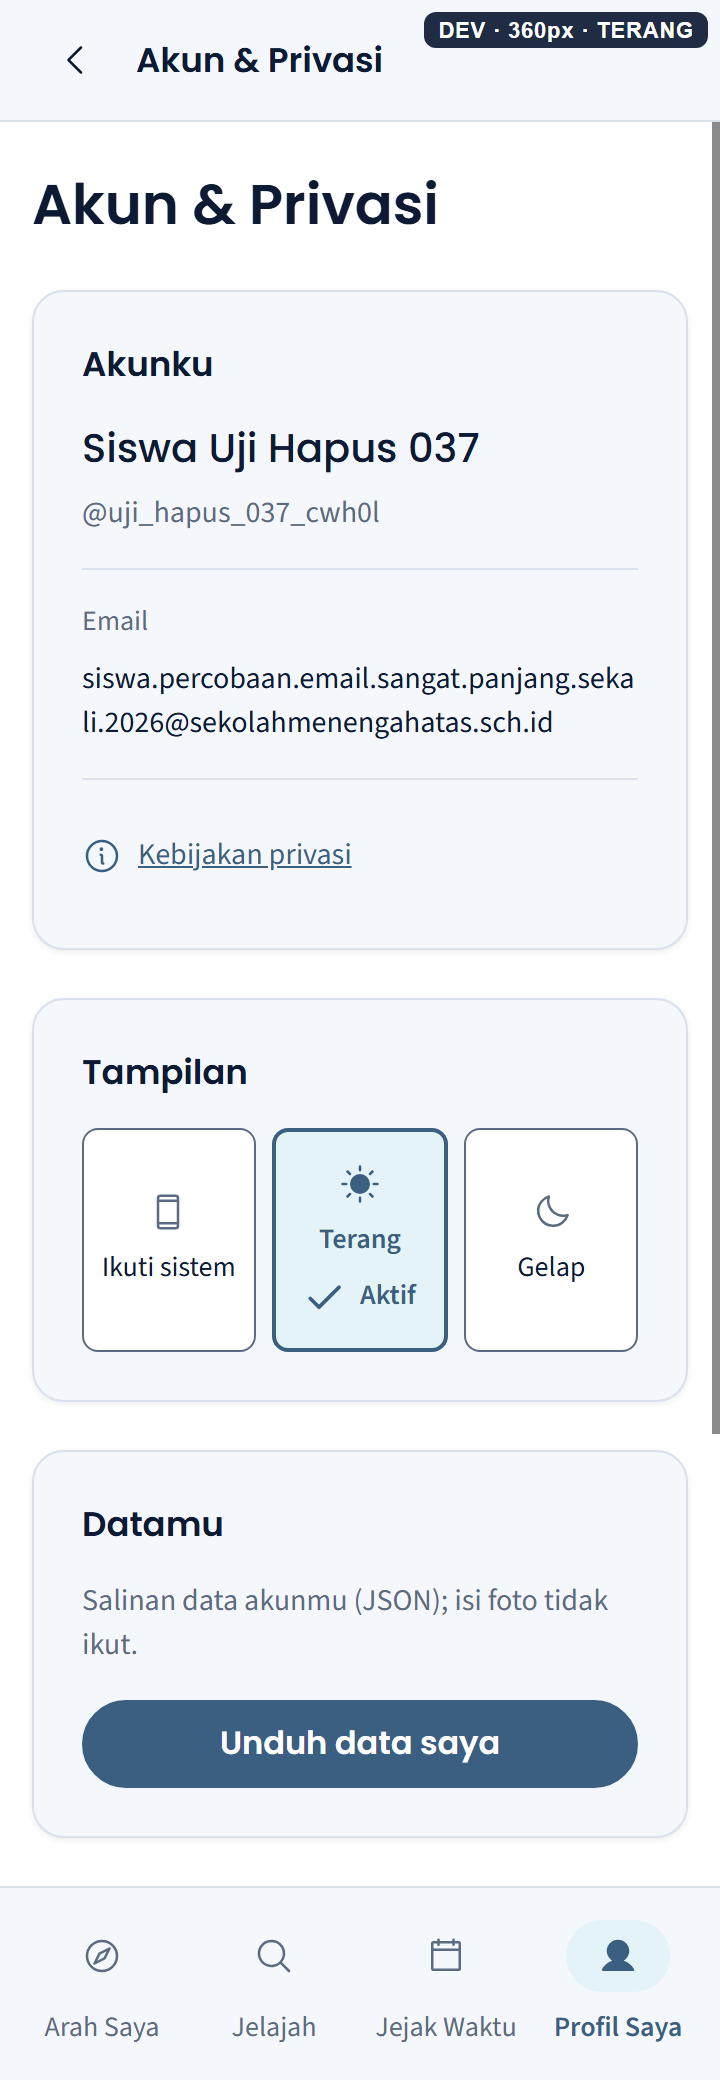 DEV · 360px · TERANG
Akun & Privasi
Akun & Privasi
Akunku
Siswa Uji Hapus 037
@uji_hapus_037_cwh0l
Email
siswa.percobaan.email.sangat.panjang.seka
li.2026@sekolahmenengahatas.sch.id
Kebijakan privasi
Tampilan
Ikuti sistem
Terang
Aktif
Gelap
Datamu
Salinan data akunmu (JSON); isi foto tidak
ikut.
Unduh data saya
Arah Saya
Jelajah
Jejak Waktu
Profil Saya